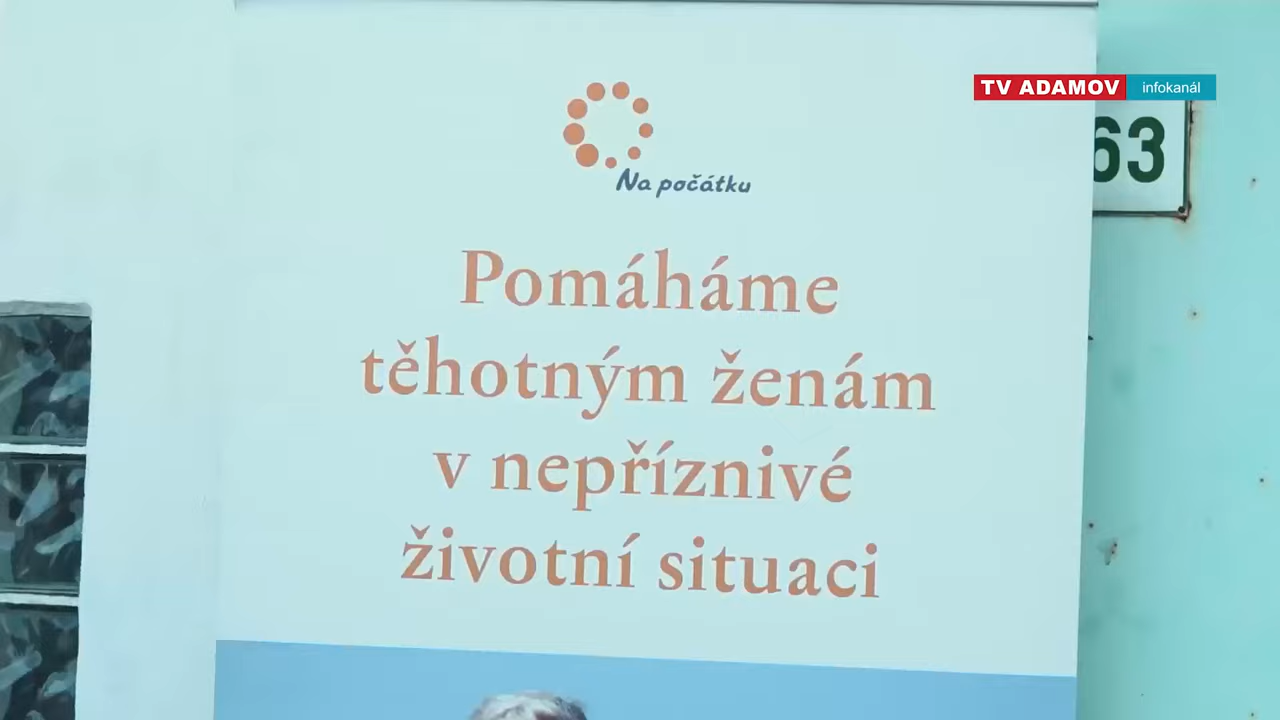 TV ADAMOV infokanál
63
Na počátku
Pomáháme
těhotným ženám
v nepříznivé
životní situaci